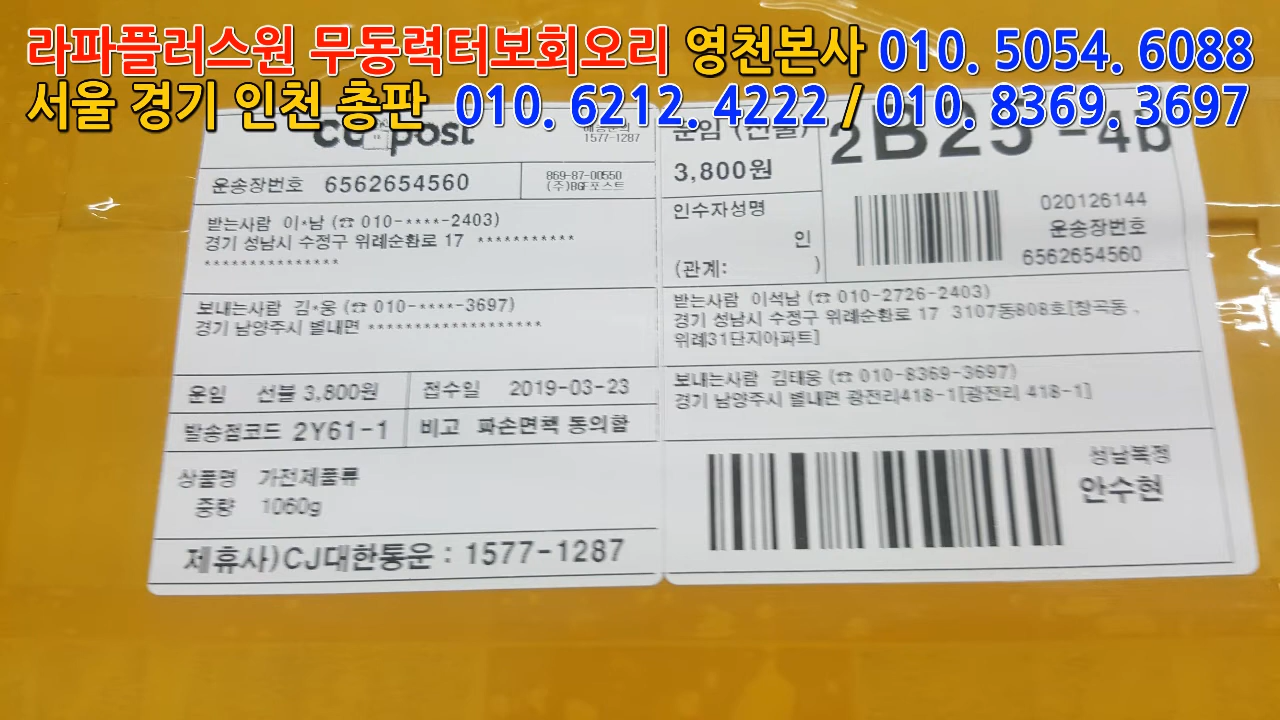 라파플러스원 무동력터보회오리 영천본사 010. 5054. 6088
서울 경기 인천 총판 010. 6212. 4222 / 010. 8369. 3697
post
1577-1287
운송장번호 6562654560
869-87-00550
(주)BGF포스트
받는사람 이*남 (☎ 010-****-2403)
경기 성남시 수정구 위례순환로 17 ***********
***************
보내는사람 김*웅 (☎ 010-****-3697)
경기 남양주시 별내면 *******************
운임 선불 3,800원 접수일 2019-03-23
발송점코드 2Y61-1 비고 파손면책 동의함
상품명 가전제품류
중량 1060g
제휴사)CJ대한통운 : 1577-1287
운임 (선불)
3,800원
2B25-4b
인수자성명
인
(관계: )
020126144
운송장번호
6562654560
받는사람 이석남 (☎ 010-2726-2403)
경기 성남시 수정구 위례순환로 17 3107동808호[창곡동,
위례31단지아파트]
보내는사람 김태웅 (☎ 010-8369-3697)
경기 남양주시 별내면 광전리418-1[광전리 418-1]
성남복정
안수현